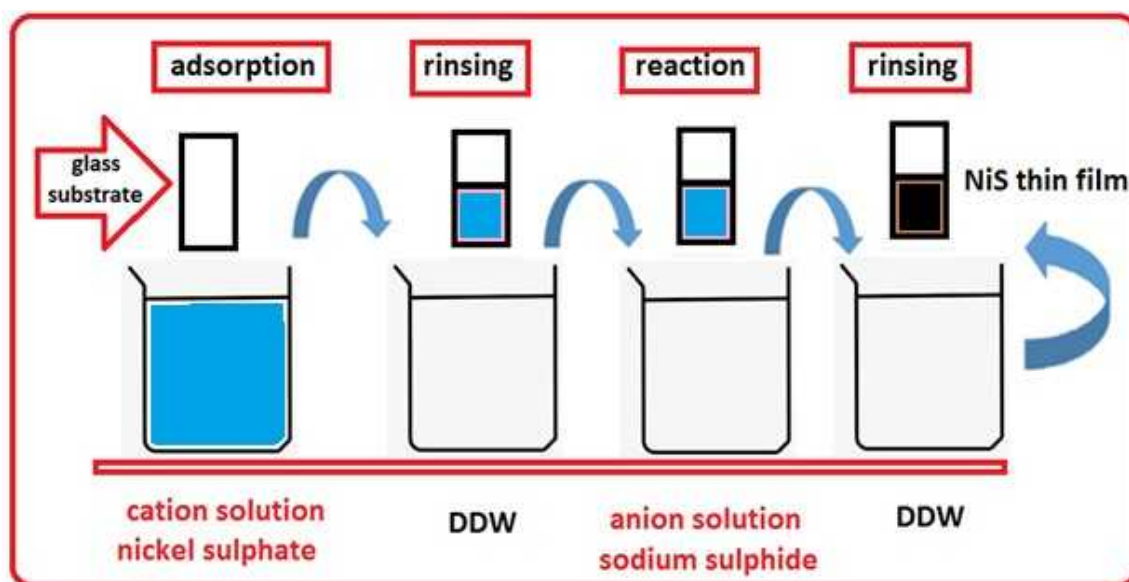 adsorption
rinsing
reaction
rinsing
glass
substrate
NiS thin film
cation solution
nickel sulphate
DDW
anion solution
sodium sulphide
DDW